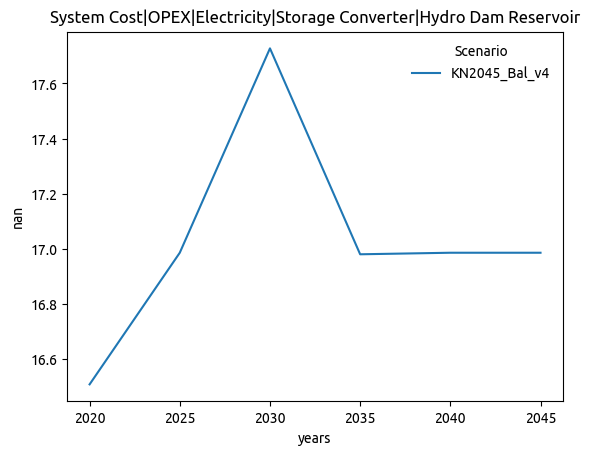 System Cost|OPEX|Electricity|Storage Converter|Hydro Dam Reservoir
Scenario
KN2045_Bal_v4
17.6
17.4
17.2
17.0
16.8
16.6
nan
2020 2025 2030 2035 2040 2045
years